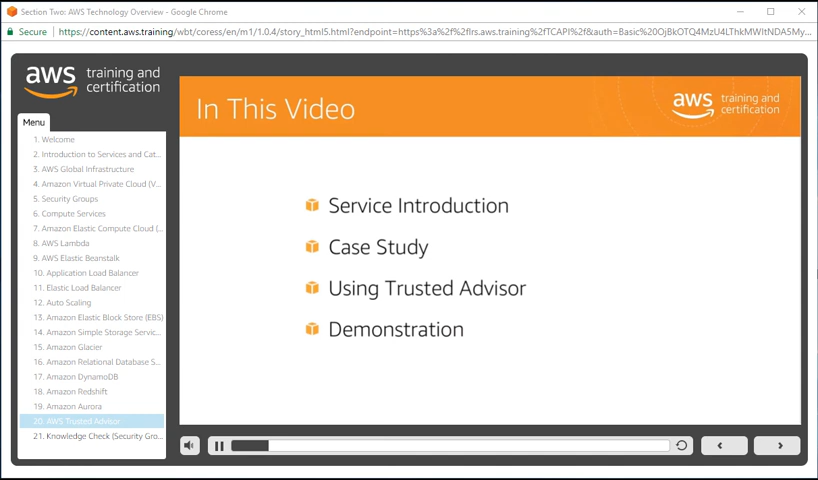 Section Two: AWS Technology Overview - Google Chrome
Secure https://content.aws.training/wbt/coress/en/m1/1.0.4/story_html5.html?endpoint=https%3a%2f%2flrs.aws.training%2fTCAPI%2f&auth=Basic%20OjBkOTQ4MzU4LThkMWItNDA5My...
aws training and certification
Menu
1. Welcome
2. Introduction to Services and Cat...
3. AWS Global Infrastructure
4. Amazon Virtual Private Cloud (V...
5. Security Groups
6. Compute Services
7. Amazon Elastic Compute Cloud (...
8. AWS Lambda
9. AWS Elastic Beanstalk
10. Application Load Balancer
11. Elastic Load Balancer
12. Auto Scaling
13. Amazon Elastic Block Store (EBS)
14. Amazon Simple Storage Servic...
15. Amazon Glacier
16. Amazon Relational Database S...
17. Amazon DynamoDB
18. Amazon Redshift
19. Amazon Aurora
20. AWS Trusted Advisor
21. Knowledge Check (Security Gro...
In This Video
aws training and certification
Service Introduction
Case Study
Using Trusted Advisor
Demonstration